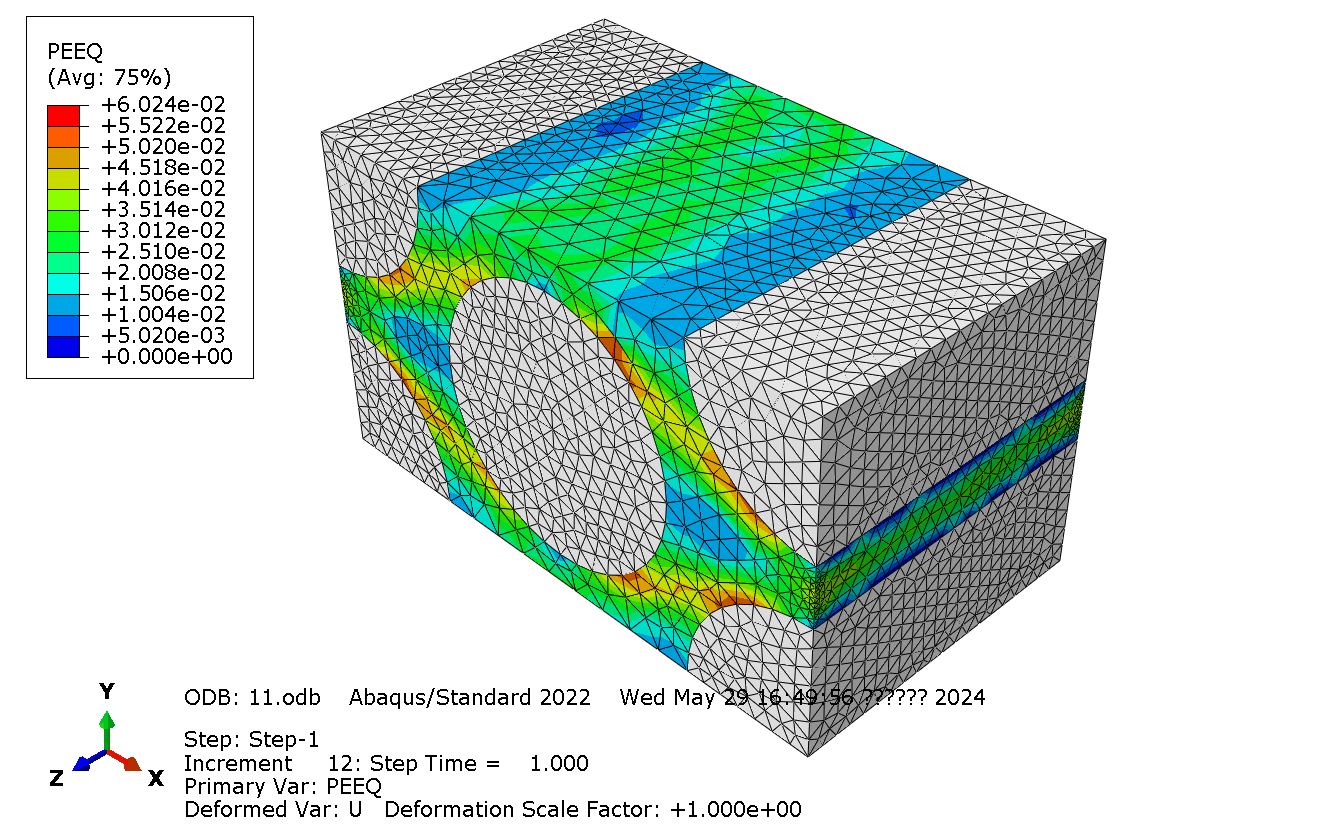 PEEQ
(Avg: 75%)
+6.024e-02
+5.522e-02
+5.020e-02
+4.518e-02
+4.016e-02
+3.514e-02
+3.012e-02
+2.510e-02
+2.008e-02
+1.506e-02
+1.004e-02
+5.020e-03
+0.000e+00
Y
Z
X
ODB: 11.odb Abaqus/Standard 2022 Wed May 29 16:49:56 ?????? 2024
Step: Step-1
Increment 12: Step Time = 1.000
Primary Var: PEEQ
Deformed Var: U Deformation Scale Factor: +1.000e+00